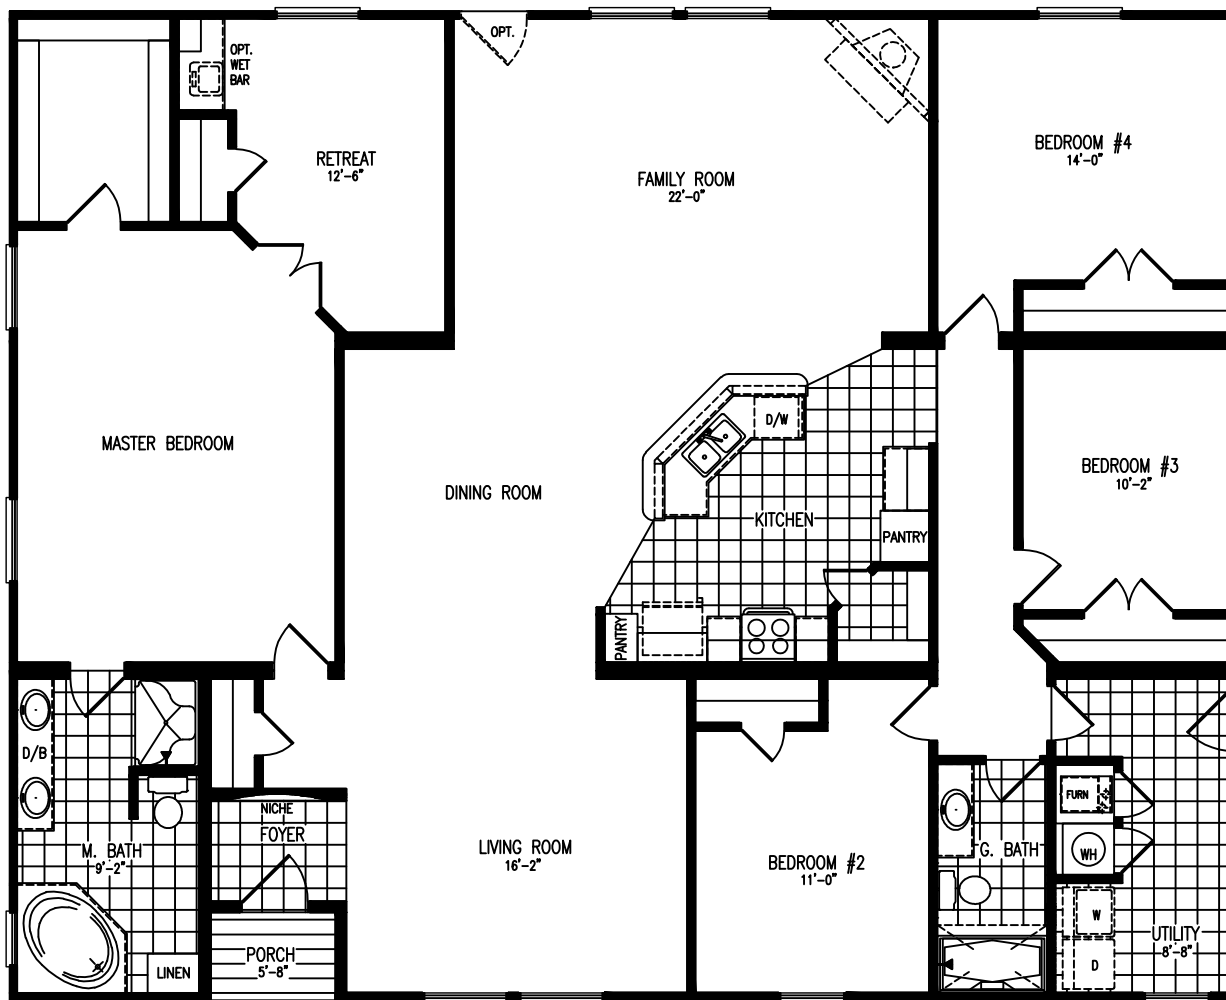 OPT.
OPT.
WET
BAR
BEDROOM #4
14'-0"
RETREAT
12'-6"
FAMILY ROOM
22'-0"
D/W
MASTER BEDROOM
BEDROOM #3
10'-2"
DINING ROOM
KITCHEN
PANTRY
PANTRY
D/B
FURN
NICHE
FOYER
M. BATH
9'-2"
LIVING ROOM
16'-2"
BEDROOM #2
11'-0"
G. BATH
WH
W
UTILITY
8'-8"
PORCH
5'-8"
LINEN
D